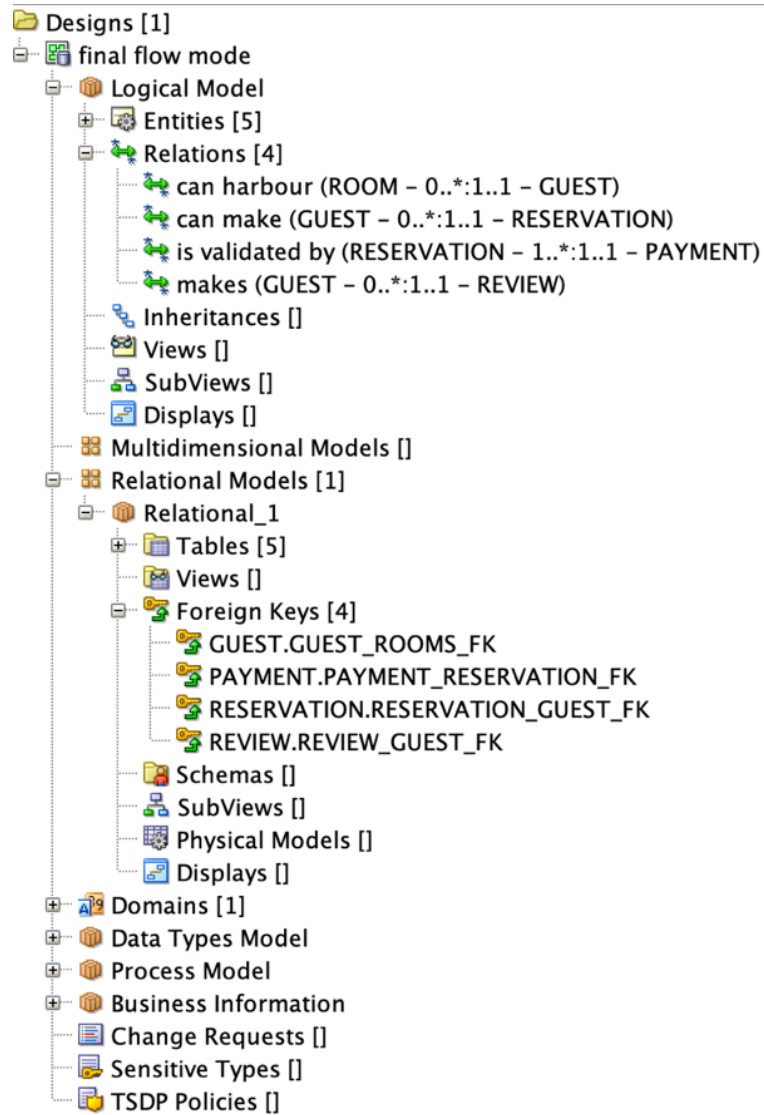 Designs [1]
final flow mode
Logical Model
Entities [5]
Relations [4]
can harbour (ROOM – 0..*:1..1 – GUEST)
can make (GUEST – 0..*:1..1 – RESERVATION)
is validated by (RESERVATION – 1..*:1..1 – PAYMENT)
makes (GUEST – 0..*:1..1 – REVIEW)
Inheritances []
Views []
SubViews []
Displays []
Multidimensional Models []
Relational Models [1]
Relational_1
Tables [5]
Views []
Foreign Keys [4]
GUEST.GUEST_ROOMS_FK
PAYMENT.PAYMENT_RESERVATION_FK
RESERVATION.RESERVATION_GUEST_FK
REVIEW.REVIEW_GUEST_FK
Schemas []
SubViews []
Physical Models []
Displays []
Domains [1]
Data Types Model
Process Model
Business Information
Change Requests []
Sensitive Types []
TSDP Policies []